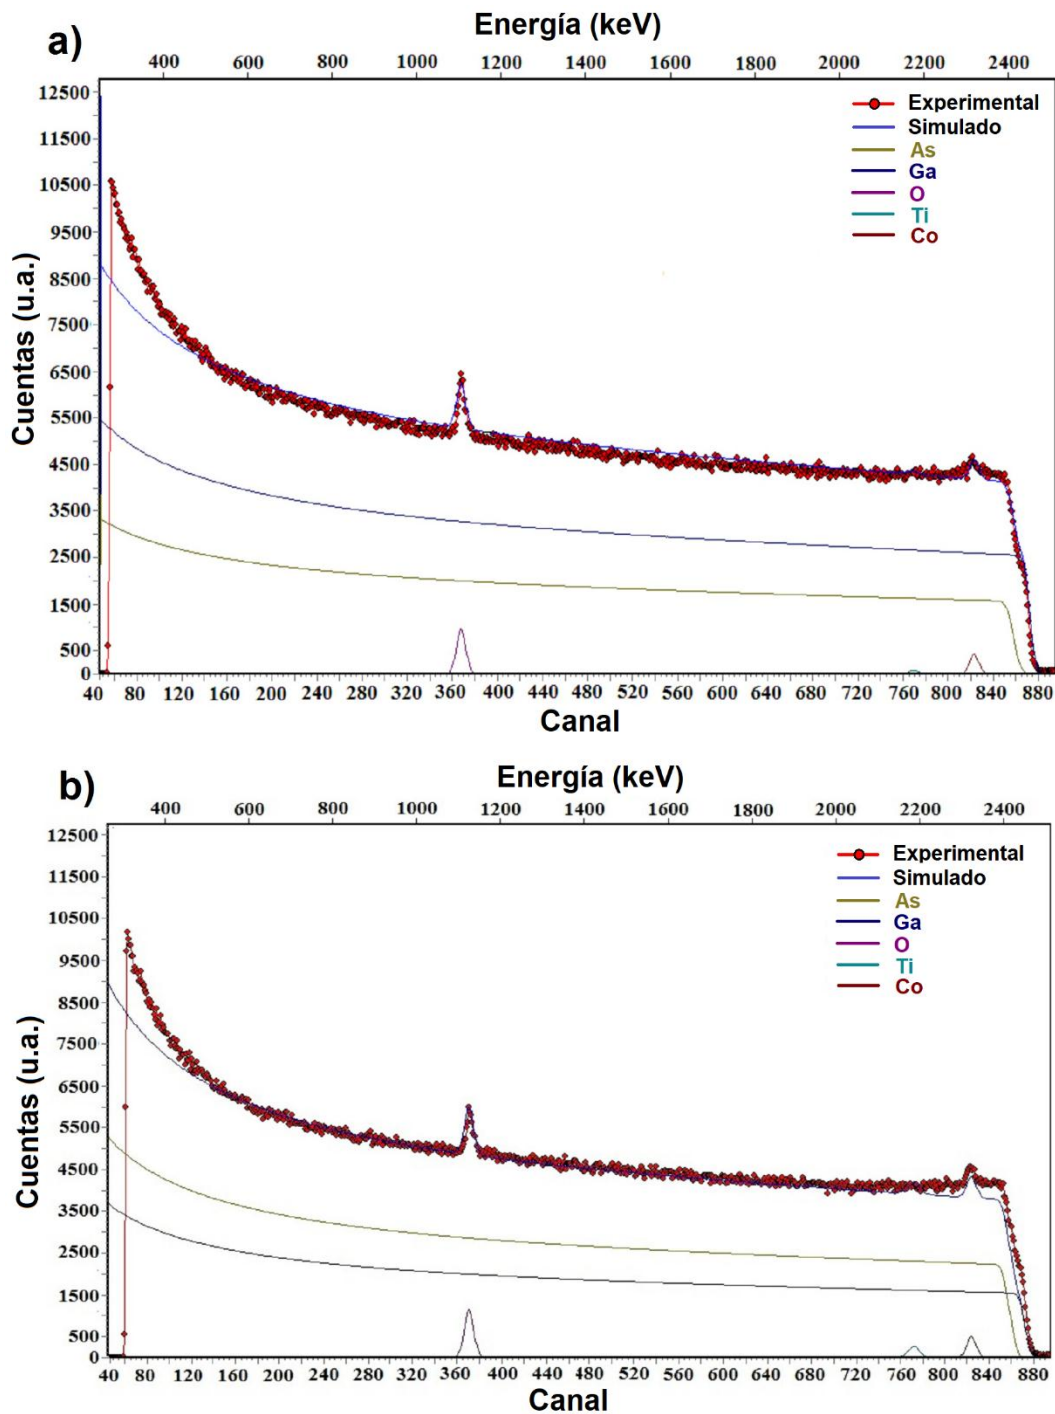 Energía (keV)
a)
400 600 800 1000 1200 1400 1600 1800 2000 2200 2400
12500
11500
10500
9500
8500
7500
6500
5500
4500
3500
2500
1500
500
0
Cuentas (u.a.)
Experimental
Simulado
As
Ga
O
Ti
Co
40 80 120 160 200 240 280 320 360 400 440 480 520 560 600 640 680 720 760 800 840 880
Canal
Energía (keV)
b)
400 600 800 1000 1200 1400 1600 1800 2000 2200 2400
12500
11500
10500
9500
8500
7500
6500
5500
4500
3500
2500
1500
500
0
Cuentas (u.a.)
Experimental
Simulado
As
Ga
O
Ti
Co
40 80 120 160 200 240 280 320 360 400 440 480 520 560 600 640 680 720 760 800 840 880
Canal